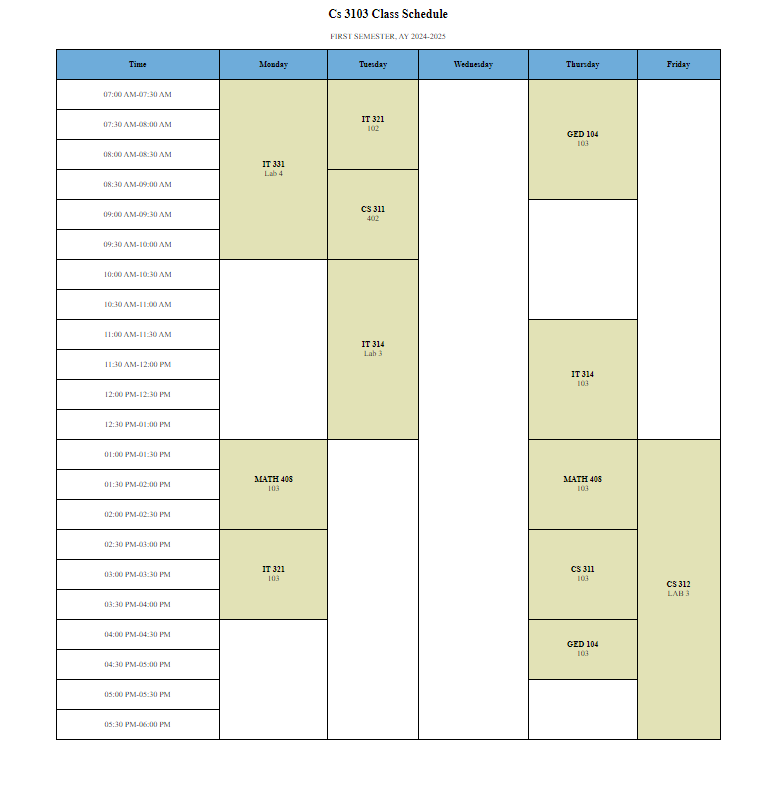 Cs 3103 Class Schedule
FIRST SEMESTER, AY 2024-2025
Time Monday Tuesday Wednesday Thursday Friday
07:00 AM-07:30 AM
07:30 AM-08:00 AM
08:00 AM-08:30 AM
08:30 AM-09:00 AM
09:00 AM-09:30 AM
09:30 AM-10:00 AM
10:00 AM-10:30 AM
10:30 AM-11:00 AM
11:00 AM-11:30 AM
11:30 AM-12:00 PM
12:00 PM-12:30 PM
12:30 PM-01:00 PM
01:00 PM-01:30 PM
01:30 PM-02:00 PM
02:00 PM-02:30 PM
02:30 PM-03:00 PM
03:00 PM-03:30 PM
03:30 PM-04:00 PM
04:00 PM-04:30 PM
04:30 PM-05:00 PM
05:00 PM-05:30 PM
05:30 PM-06:00 PM
IT 331
Lab 4
MATH 408
103
IT 321
103
IT 321
102
CS 311
402
IT 314
Lab 3
GED 104
103
IT 314
103
MATH 408
103
CS 311
103
GED 104
103
CS 312
LAB 3